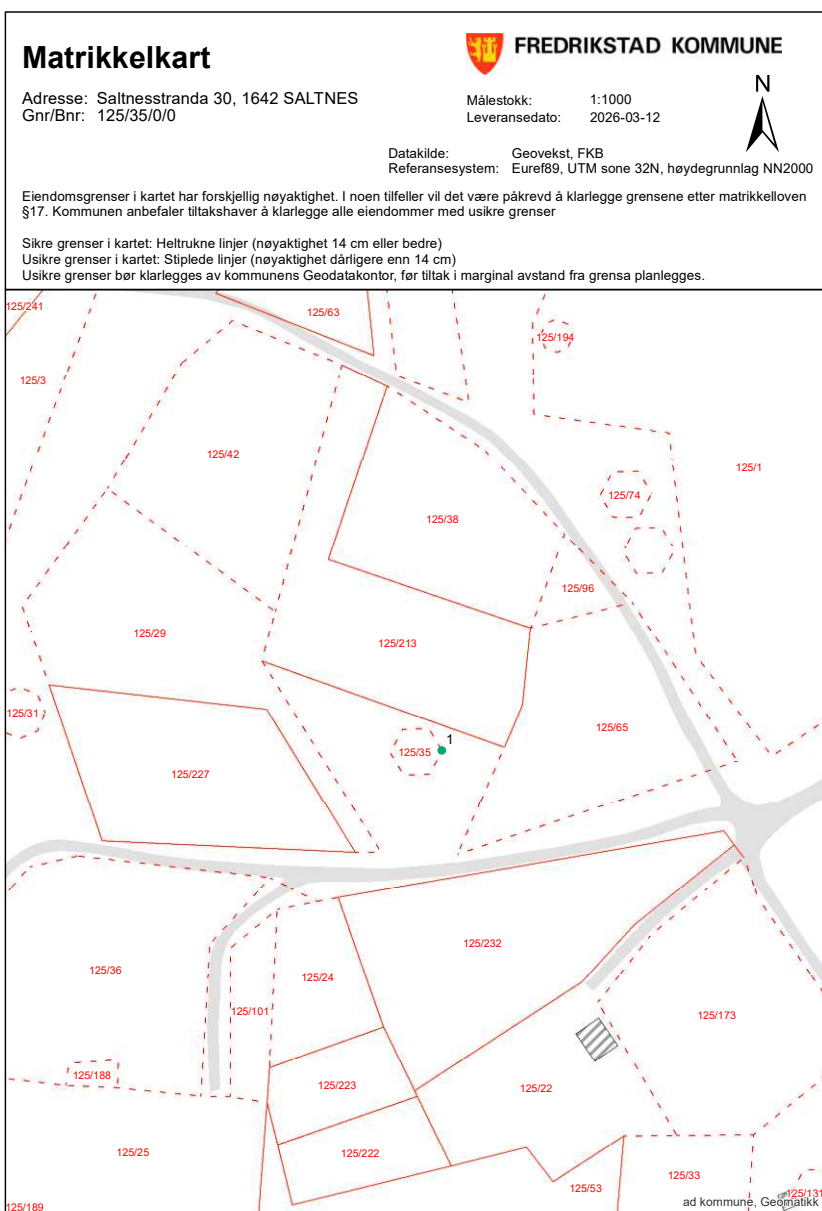 Matrikkelkart
FREDRIKSTAD KOMMUNE
Adresse: Saltnesstranda 30, 1642 SALTNES
Gnr/Bnr: 125/35/0/0
Målestokk: 1:1000
Leveransedato: 2026-03-12
N
Datakilde: Geovekst, FKB
Referansesystem: Euref89, UTM sone 32N, høydegrunnlag NN2000
Eiendomsgrenser i kartet har forskjellig nøyaktighet. I noen tilfeller vil det være påkrevd å klarlegge grensene etter matrikkelloven
§17. Kommunen anbefaler tiltakshaver å klarlegge alle eiendommer med usikre grenser
Sikre grenser i kartet: Heltrukne linjer (nøyaktighet 14 cm eller bedre)
Usikre grenser i kartet: Stiplede linjer (nøyaktighet dårligere enn 14 cm)
Usikre grenser bør klarlegges av kommunens Geodatakontor, før tiltak i marginal avstand fra grensa planlegges.
125/241
125/63
125/194
125/3
125/42
125/1
125/74
125/38
125/96
125/29
125/213
125/31
125/65
125/35
1
125/227
125/232
125/36
125/24
125/101
125/173
125/188
125/223
125/22
125/25
125/222
125/33
125/53
125/131
125/189
ad kommune, Geomatikk